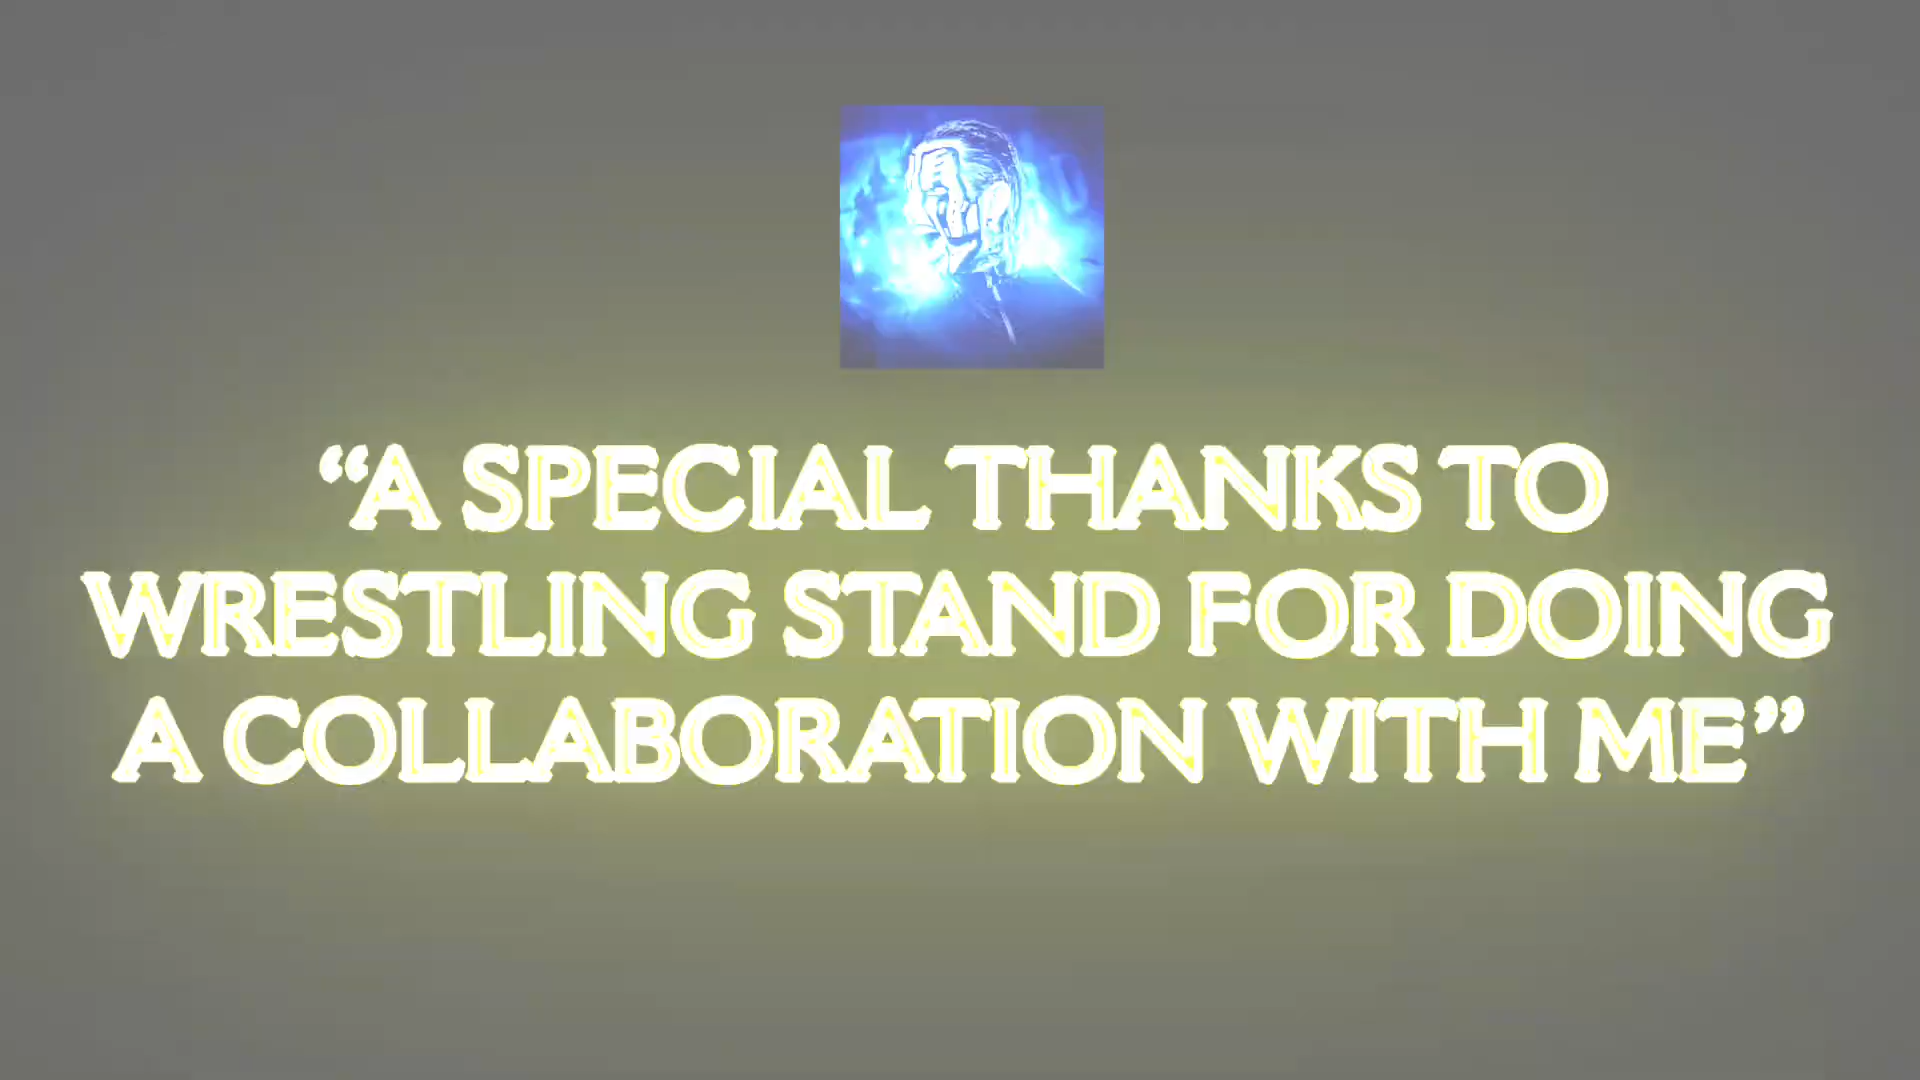 “A SPECIAL THANKS TO
WRESTLING STAND FOR DOING
A COLLABORATION WITH ME”